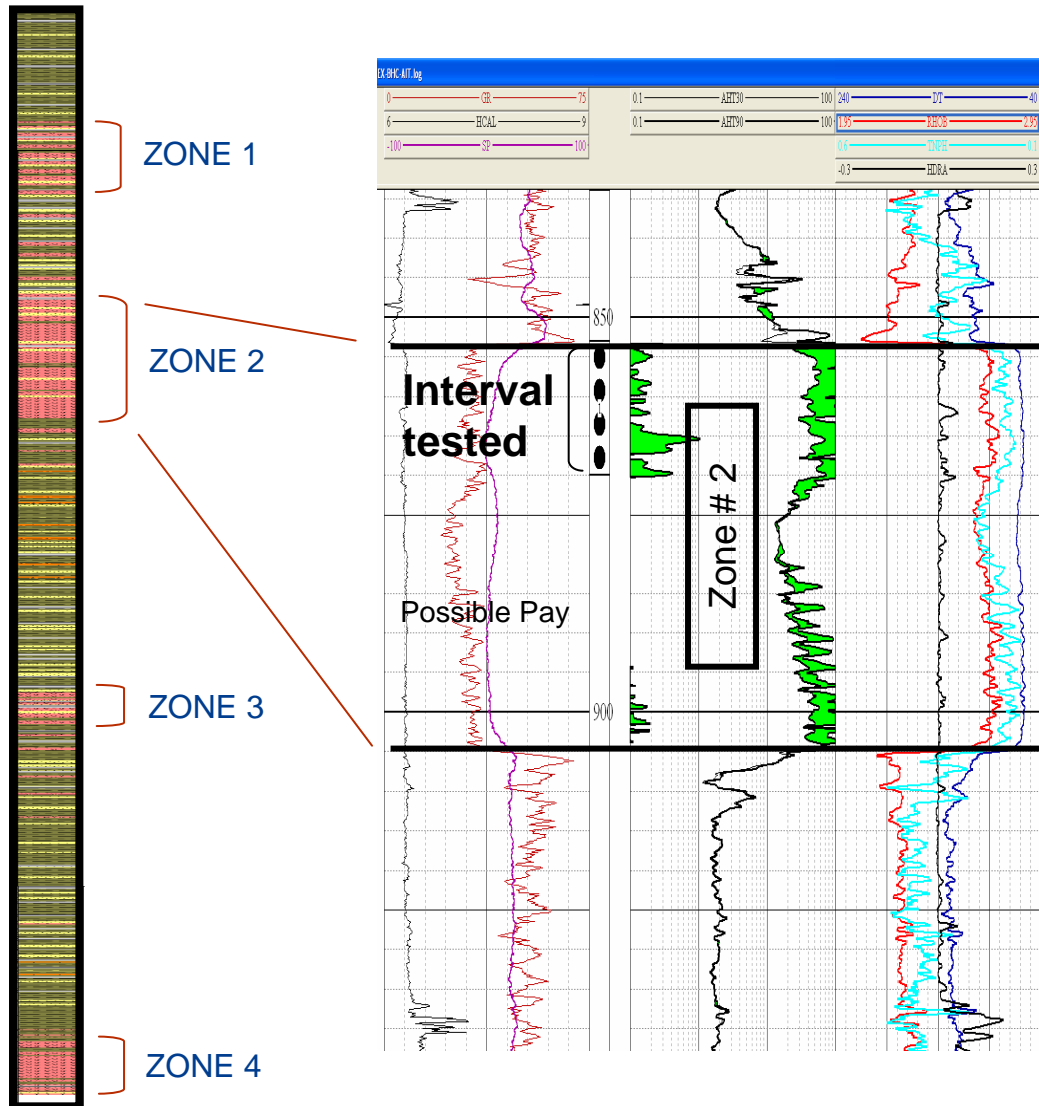 EX-BHC-AIT.log
0 GR 75
6 HCAL 9
-100 SP 100
0.1 AHT30 100
0.1 AHT90 100
240 DT 40
1.95 RHOB 2.95
0.6 TNPH 0.1
-0.3 HDRA 0.3
ZONE 1
ZONE 2
ZONE 3
ZONE 4
850
Interval
tested
Zone # 2
Possible Pay
900